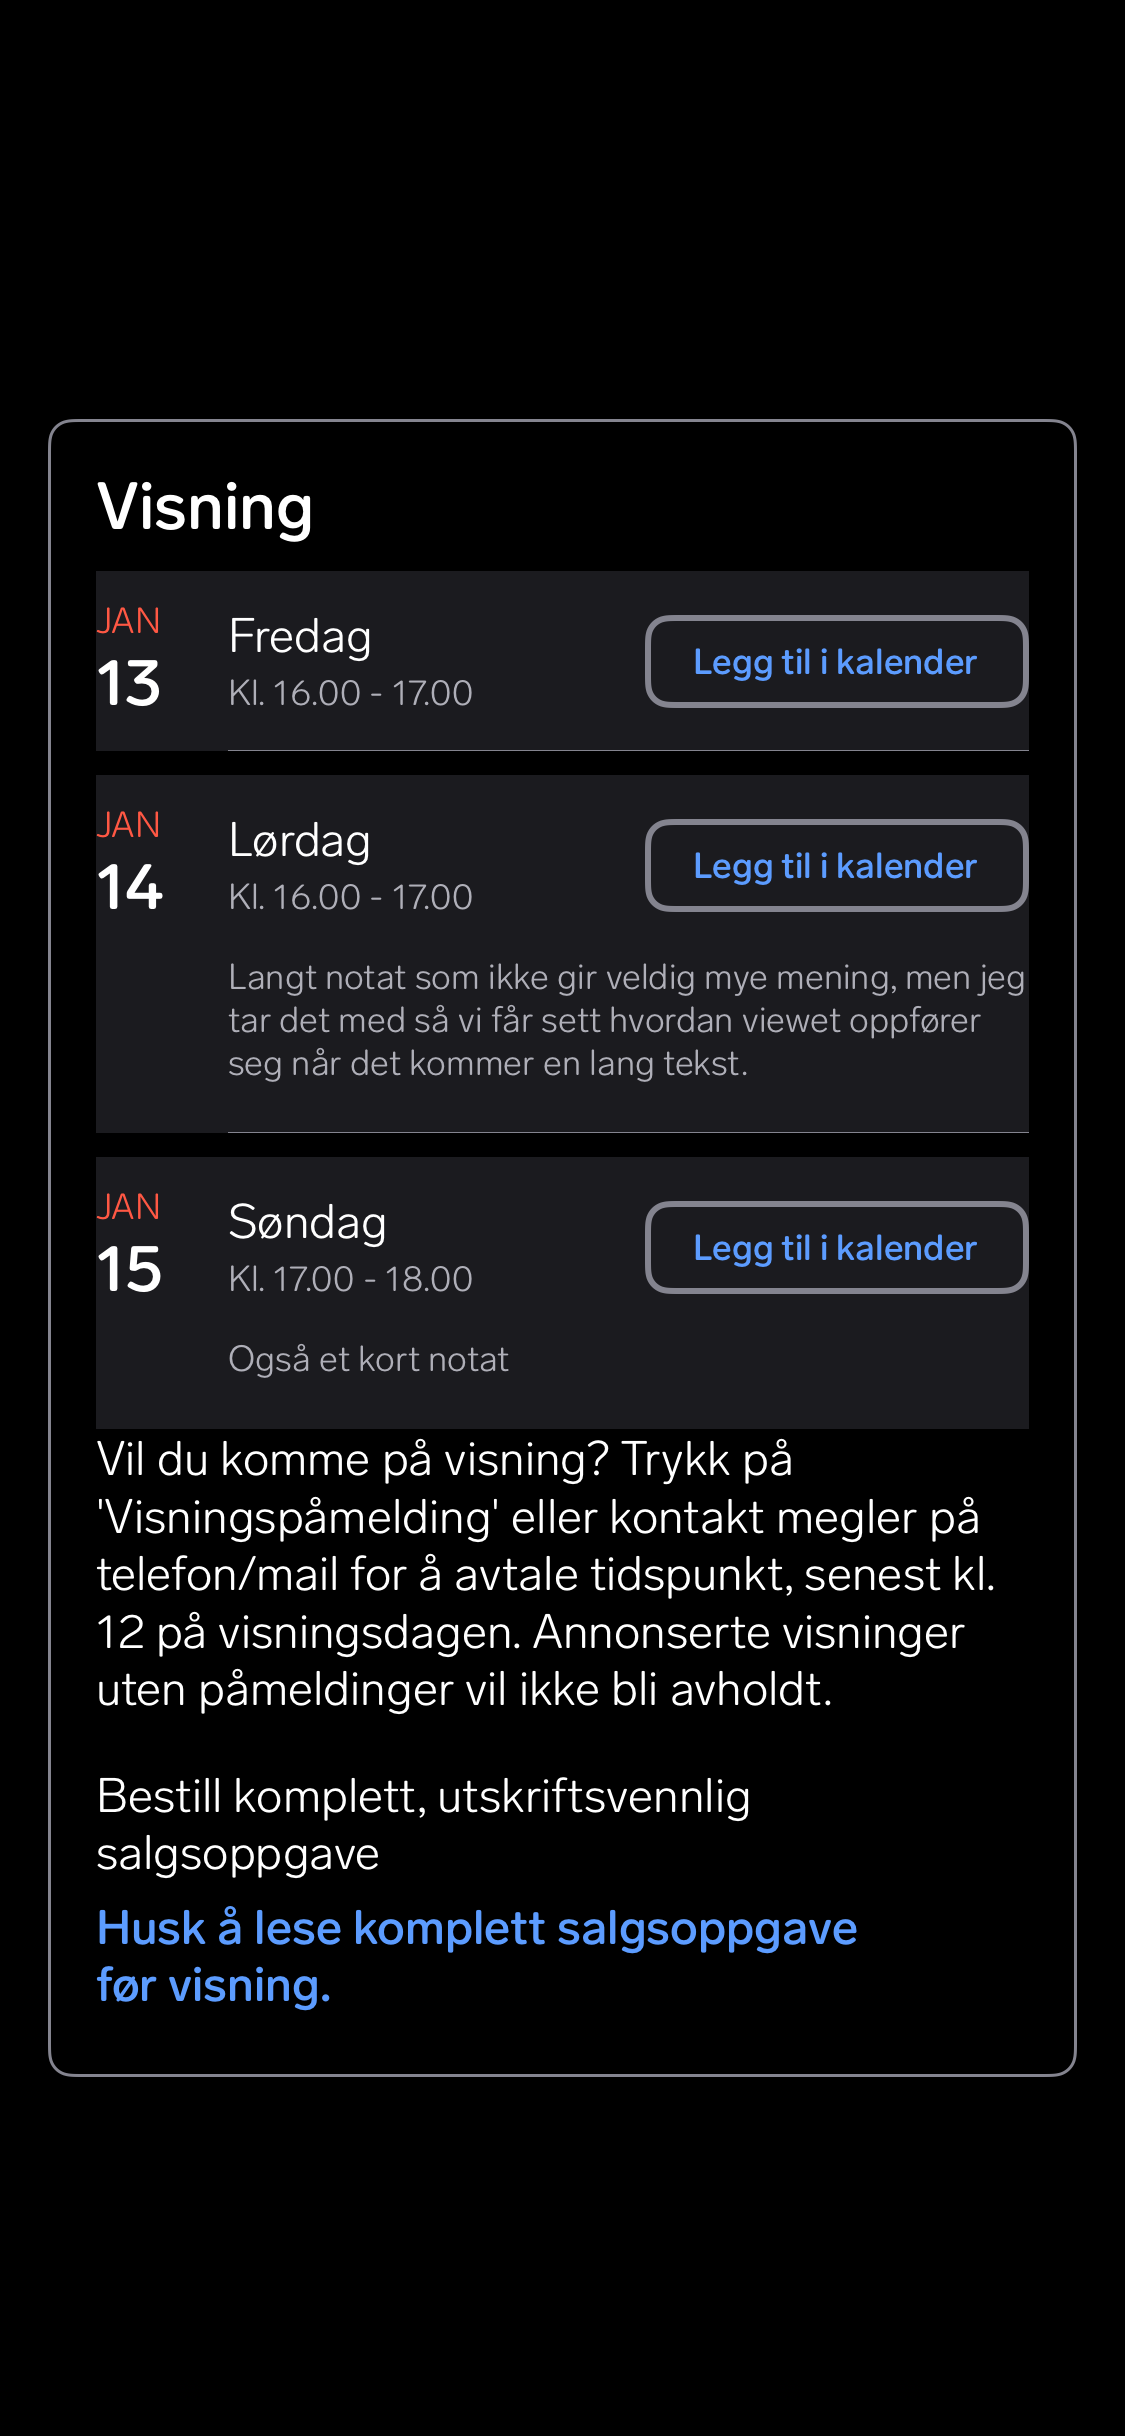 Visning
JAN
13
Fredag
Kl. 16.00 - 17.00
Legg til i kalender
JAN
14
Lørdag
Kl. 16.00 - 17.00
Legg til i kalender
Langt notat som ikke gir veldig mye mening, men jeg
tar det med så vi får sett hvordan viewet oppfører
seg når det kommer en lang tekst.
JAN
15
Søndag
Kl. 17.00 - 18.00
Legg til i kalender
Også et kort notat
Vil du komme på visning? Trykk på
'Visningspåmelding' eller kontakt megler på
telefon/mail for å avtale tidspunkt, senest kl.
12 på visningsdagen. Annonserte visninger
uten påmeldinger vil ikke bli avholdt.
Bestill komplett, utskriftsvennlig
salgsoppgave
Husk å lese komplett salgsoppgave
før visning.